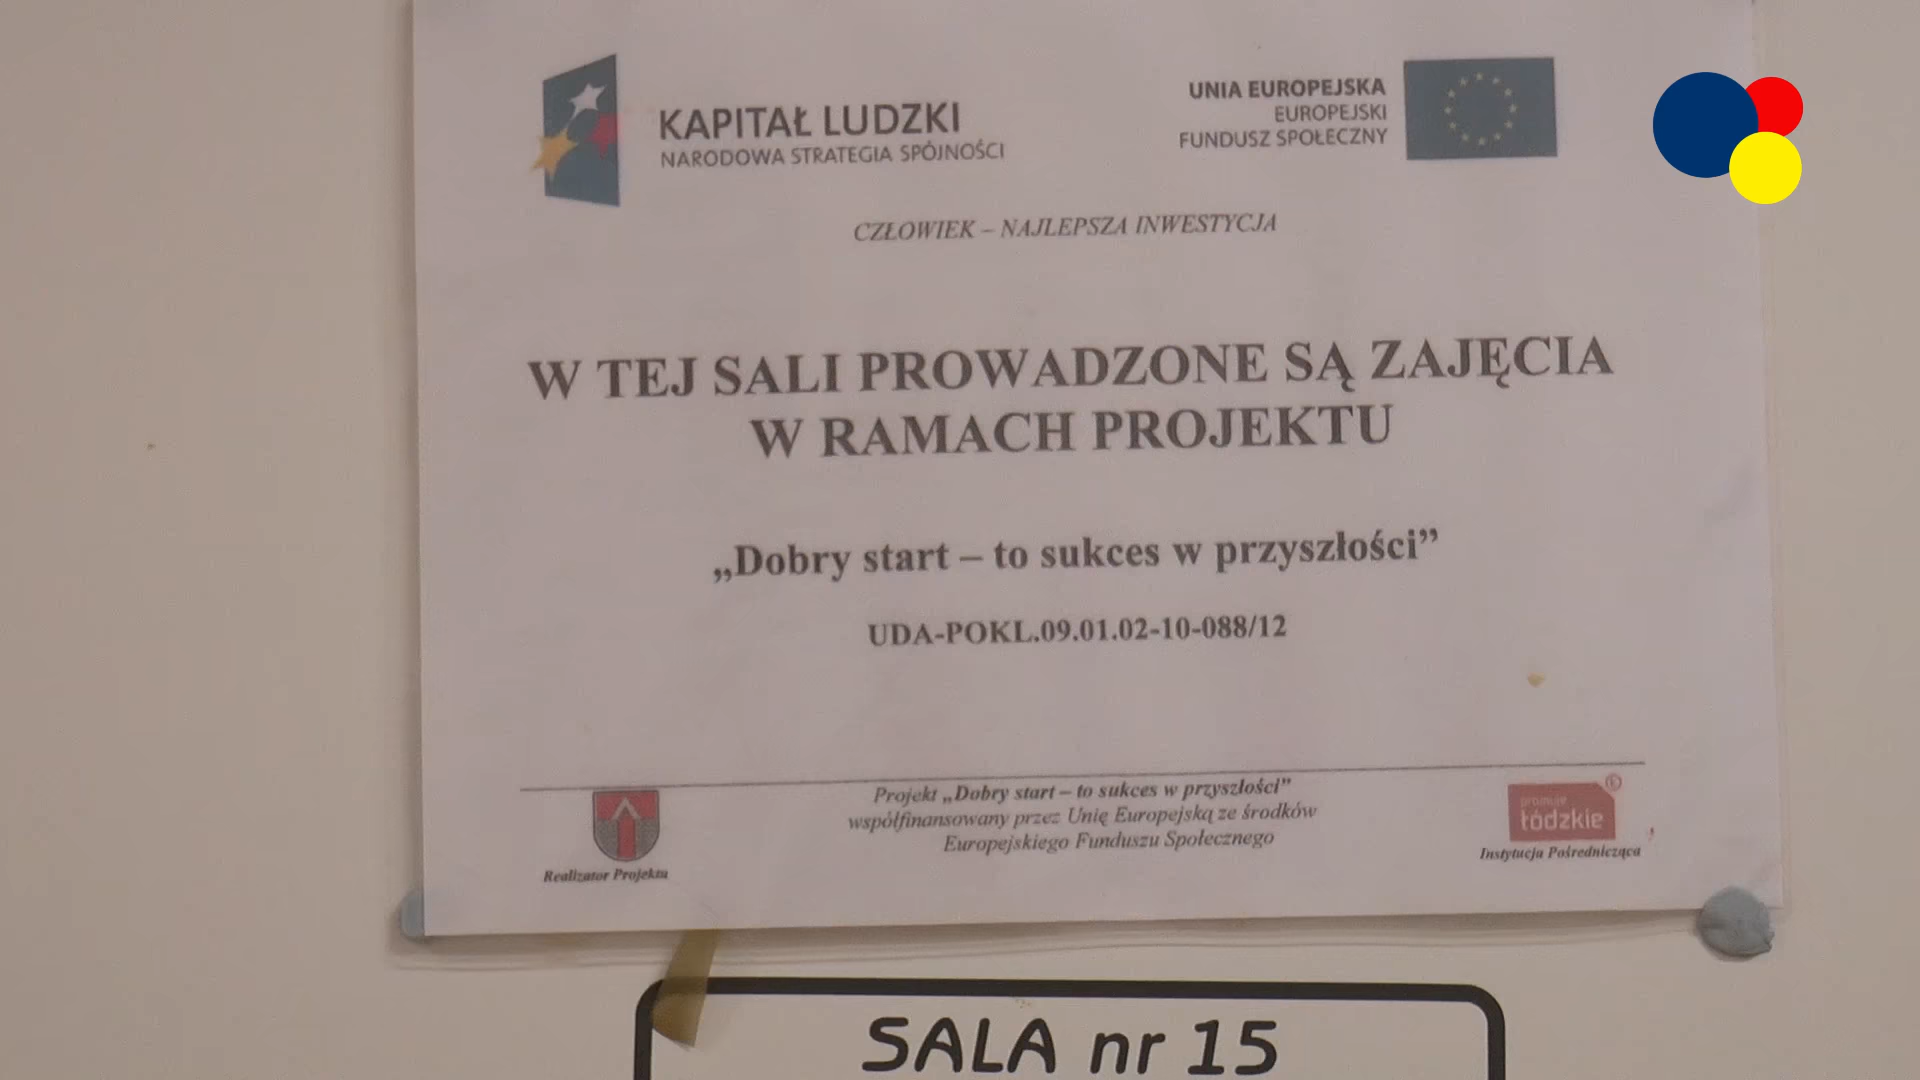 KAPITAŁ LUDZKI
NARODOWA STRATEGIA SPÓJNOŚCI
UNIA EUROPEJSKA
EUROPEJSKI
FUNDUSZ SPOŁECZNY
CZŁOWIEK – NAJLEPSZA INWESTYCJA
W TEJ SALI PROWADZONE SĄ ZAJĘCIA
W RAMACH PROJEKTU
„Dobry start – to sukces w przyszłości”
UDA-POKL.09.01.02-10-088/12
Realizator Projektu
Projekt „Dobry start – to sukces w przyszłości”
współfinansowany przez Unię Europejską ze środków
Europejskiego Funduszu Społecznego
promuje
łódzkie
Instytucja Pośrednicząca
SALA nr 15